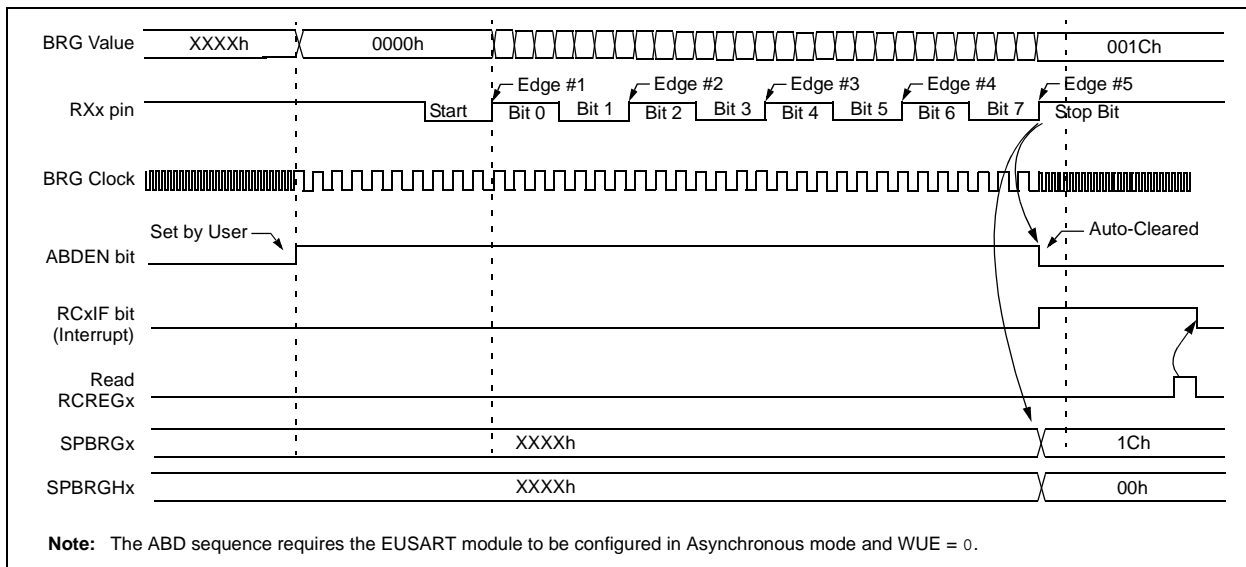 BRG Value XXXXh 0000h 001Ch
Edge #1 Edge #2 Edge #3 Edge #4 Edge #5
RXx pin Start Bit 0 Bit 1 Bit 2 Bit 3 Bit 4 Bit 5 Bit 6 Bit 7 Stop Bit
BRG Clock
Set by User Auto-Cleared
ABDEN bit
RCxIF bit
(Interrupt)
Read
RCREGx
SPBRGx XXXXh 1Ch
SPBRGHx XXXXh 00h
Note: The ABD sequence requires the EUSART module to be configured in Asynchronous mode and WUE = 0.